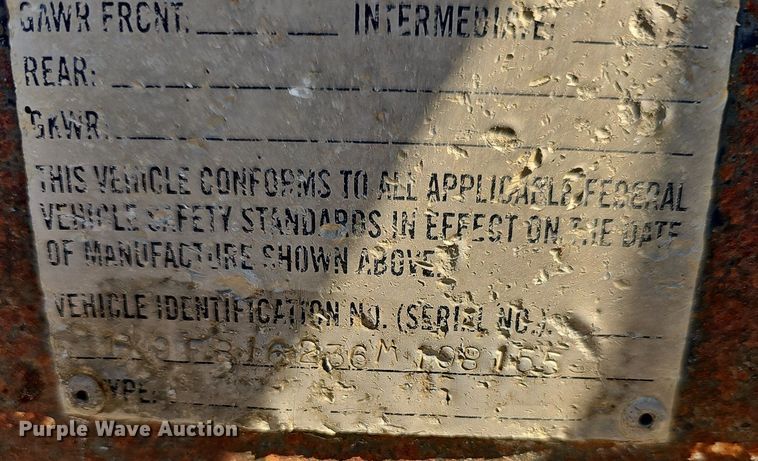 GAWR FRONT: INTERMEDIATE:
REAR:
GVWR:
THIS VEHICLE CONFORMS TO ALL APPLICABLE FEDERAL
VEHICLE SAFETY STANDARDS IN EFFECT ON THE DATE
OF MANUFACTURE SHOWN ABOVE.
VEHICLE IDENTIFICATION NO. (SERIAL NO.)
TYPE:
Purple Wave Auction